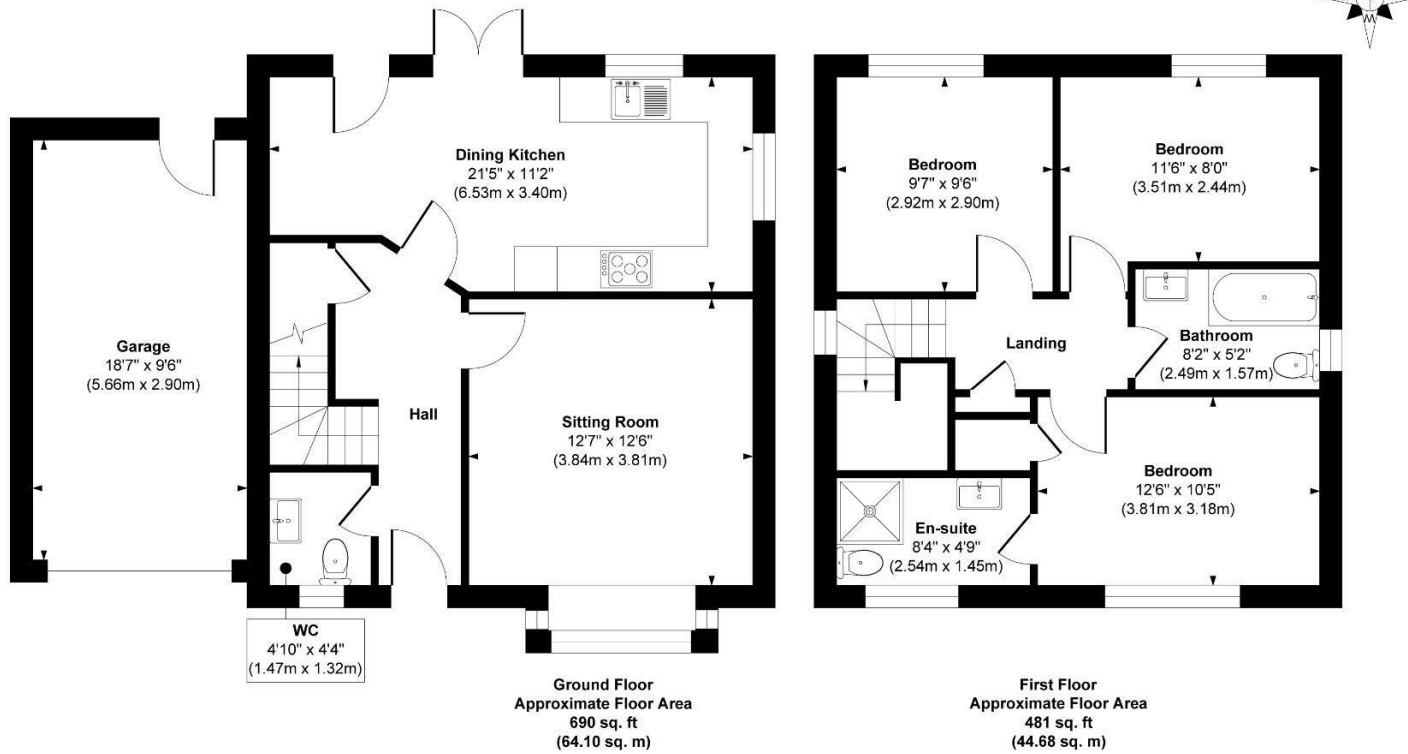 Dining Kitchen
21'5" x 11'2"
(6.53m x 3.40m)
Garage
18'7" x 9'6"
(5.66m x 2.90m)
Hall
Sitting Room
12'7" x 12'6"
(3.84m x 3.81m)
WC
4'10" x 4'4"
(1.47m x 1.32m)
Ground Floor
Approximate Floor Area
690 sq. ft
(64.10 sq. m)
Bedroom
9'7" x 9'6"
(2.92m x 2.90m)
Bedroom
11'6" x 8'0"
(3.51m x 2.44m)
Landing
Bathroom
8'2" x 5'2"
(2.49m x 1.57m)
Bedroom
12'6" x 10'5"
(3.81m x 3.18m)
En-suite
8'4" x 4'9"
(2.54m x 1.45m)
First Floor
Approximate Floor Area
481 sq. ft
(44.68 sq. m)